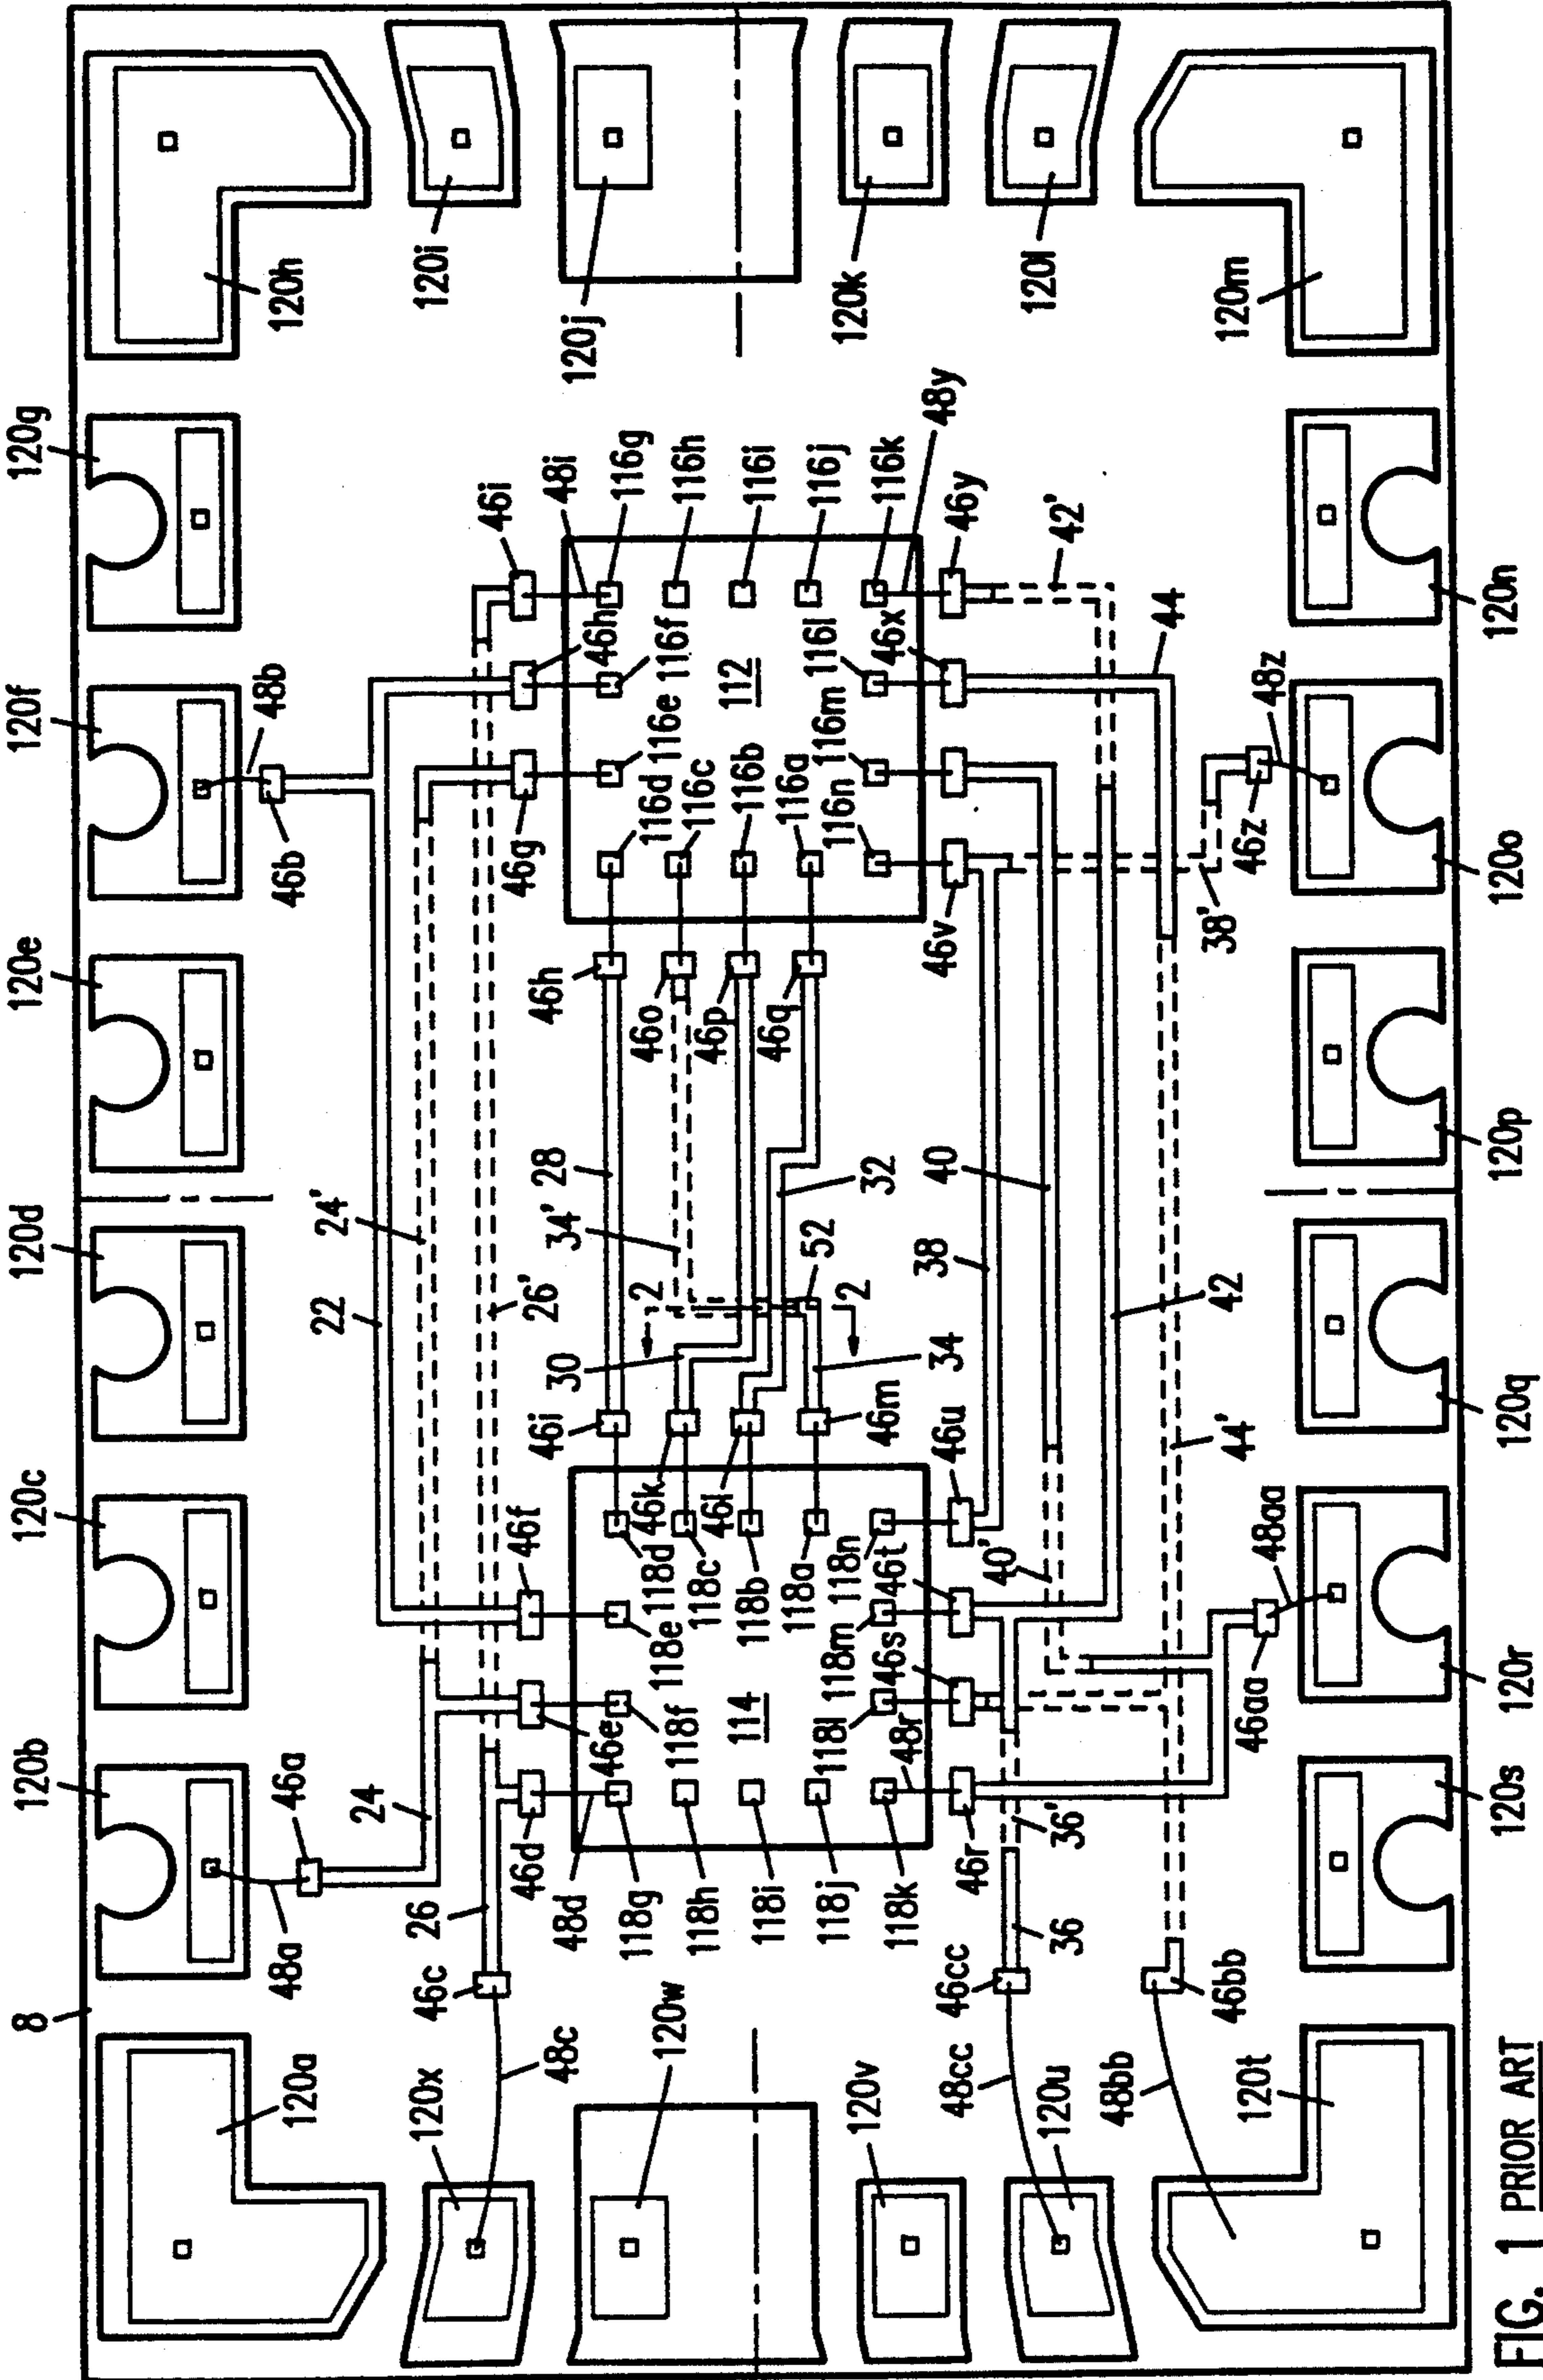 8
120b
120c
120d
120e
120f
120g
120a
48a
46a
46b
48b
120h
22
24'
24
120x
46c
26
120i
46d
46f
26'
46g
46i
48c
48d
46e
46i
30
28
34'
46h
48i
46h
120j
118g
118f
118e
118d
2
46o
116d
116e
116f
116g
120w
118h
46k
118c
116c
116h
118i
114
118b
46l
46p
116b
112
116i
118j
118a
52
46q
116a
116j
120v
118l
118m
118n
2
32
116n
116m
116l
116k
120k
118k
48r
46s
46t
46u
34
38
40
46v
46x
48y
46cc
46r
40'
46y
48cc
36
36'
120u
42'
120l
48bb
46bb
44'
42
38'
44
120t
46aa
48aa
46z
48z
120m
120s
120r
120q
120p
120o
120n
FIG. 1 PRIOR ART